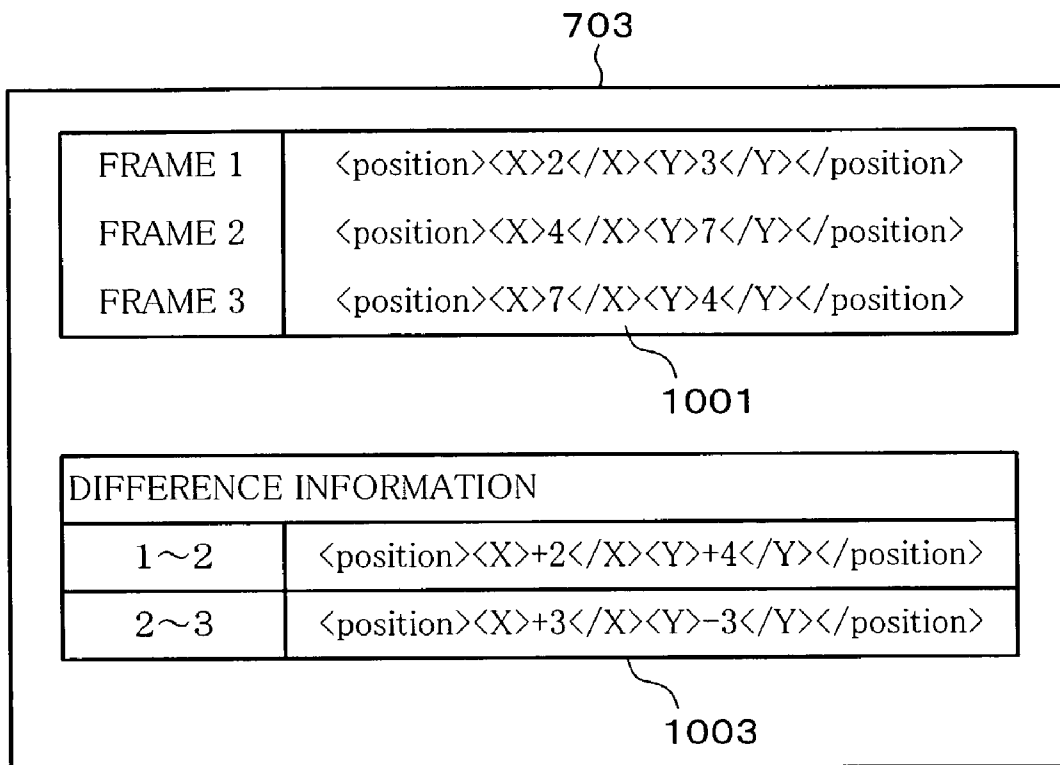 703
FRAME 1 <position><X>2</X><Y>3</Y></position>
FRAME 2 <position><X>4</X><Y>7</Y></position>
FRAME 3 <position><X>7</X><Y>4</Y></position>
1001
DIFFERENCE INFORMATION
1~2 <position><X>+2</X><Y>+4</Y></position>
2~3 <position><X>+3</X><Y>-3</Y></position>
1003